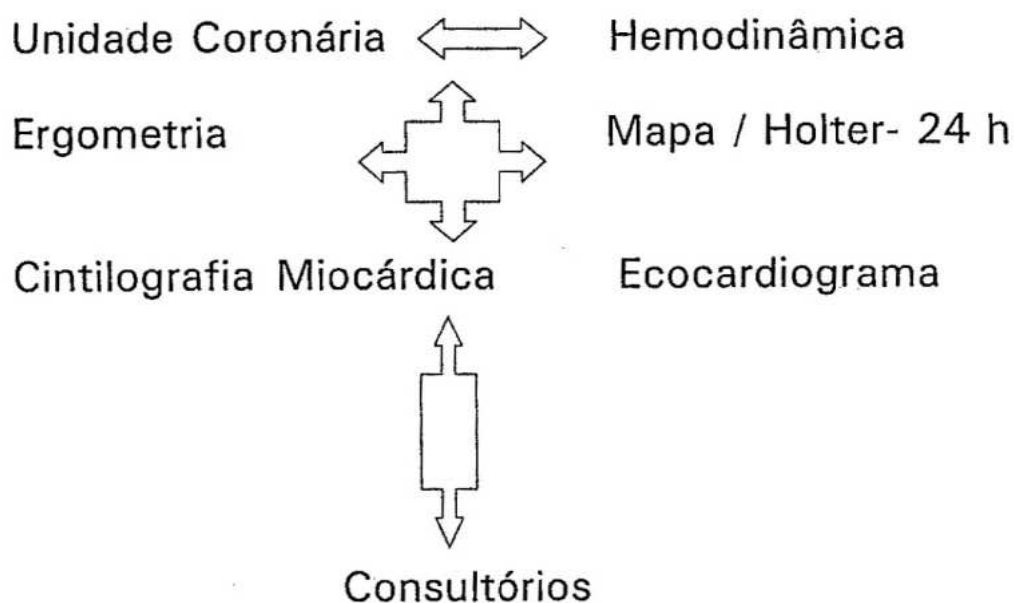 Unidade Coronária Hemodinâmica
Ergometria Mapa / Holter- 24 h
Cintilografia Miocárdica Ecocardiograma
Consultórios